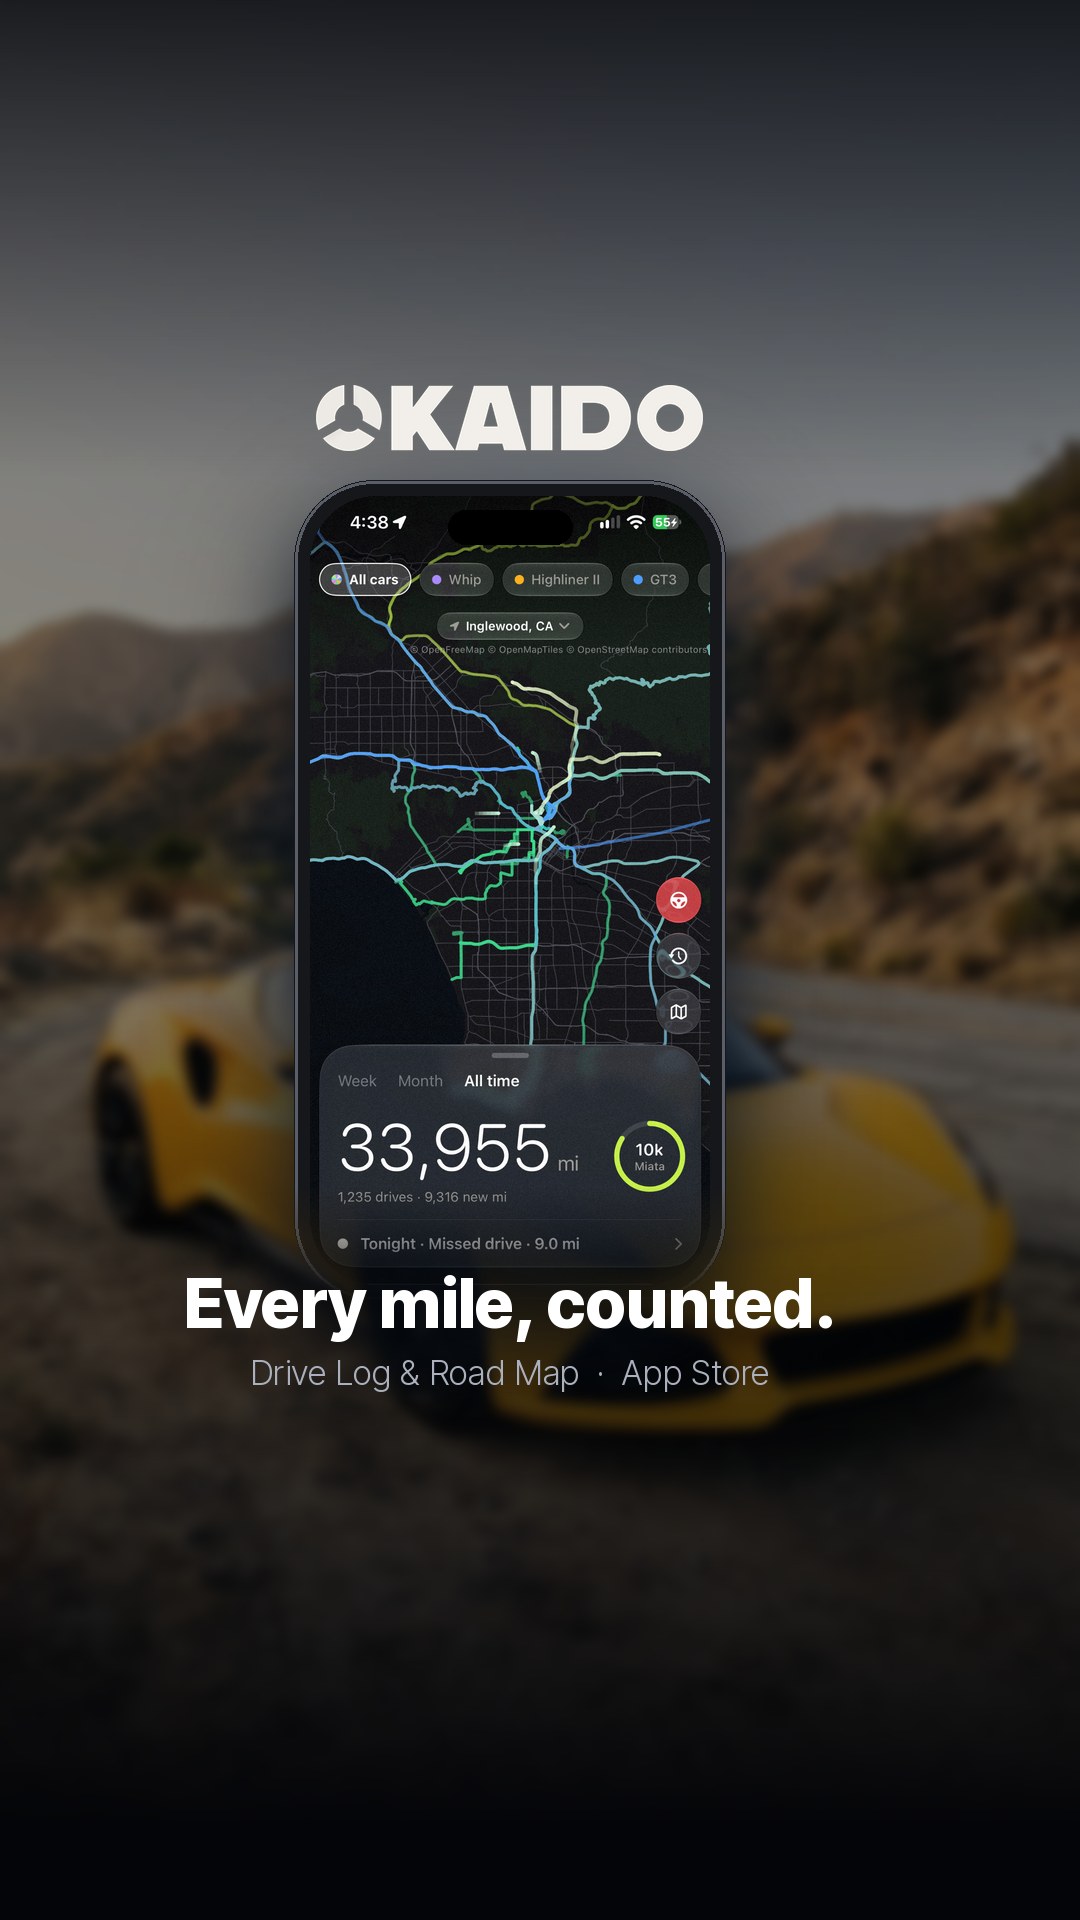 KAIDO
4:38
55
All cars
Whip
Highliner II
GT3
Inglewood, CA
© OpenFreeMap © OpenMapTiles © OpenStreetMap contributors
Week
Month
All time
33,955 mi
10k
Miata
1,235 drives · 9,316 new mi
Tonight · Missed drive · 9.0 mi
Every mile, counted.
Drive Log & Road Map · App Store